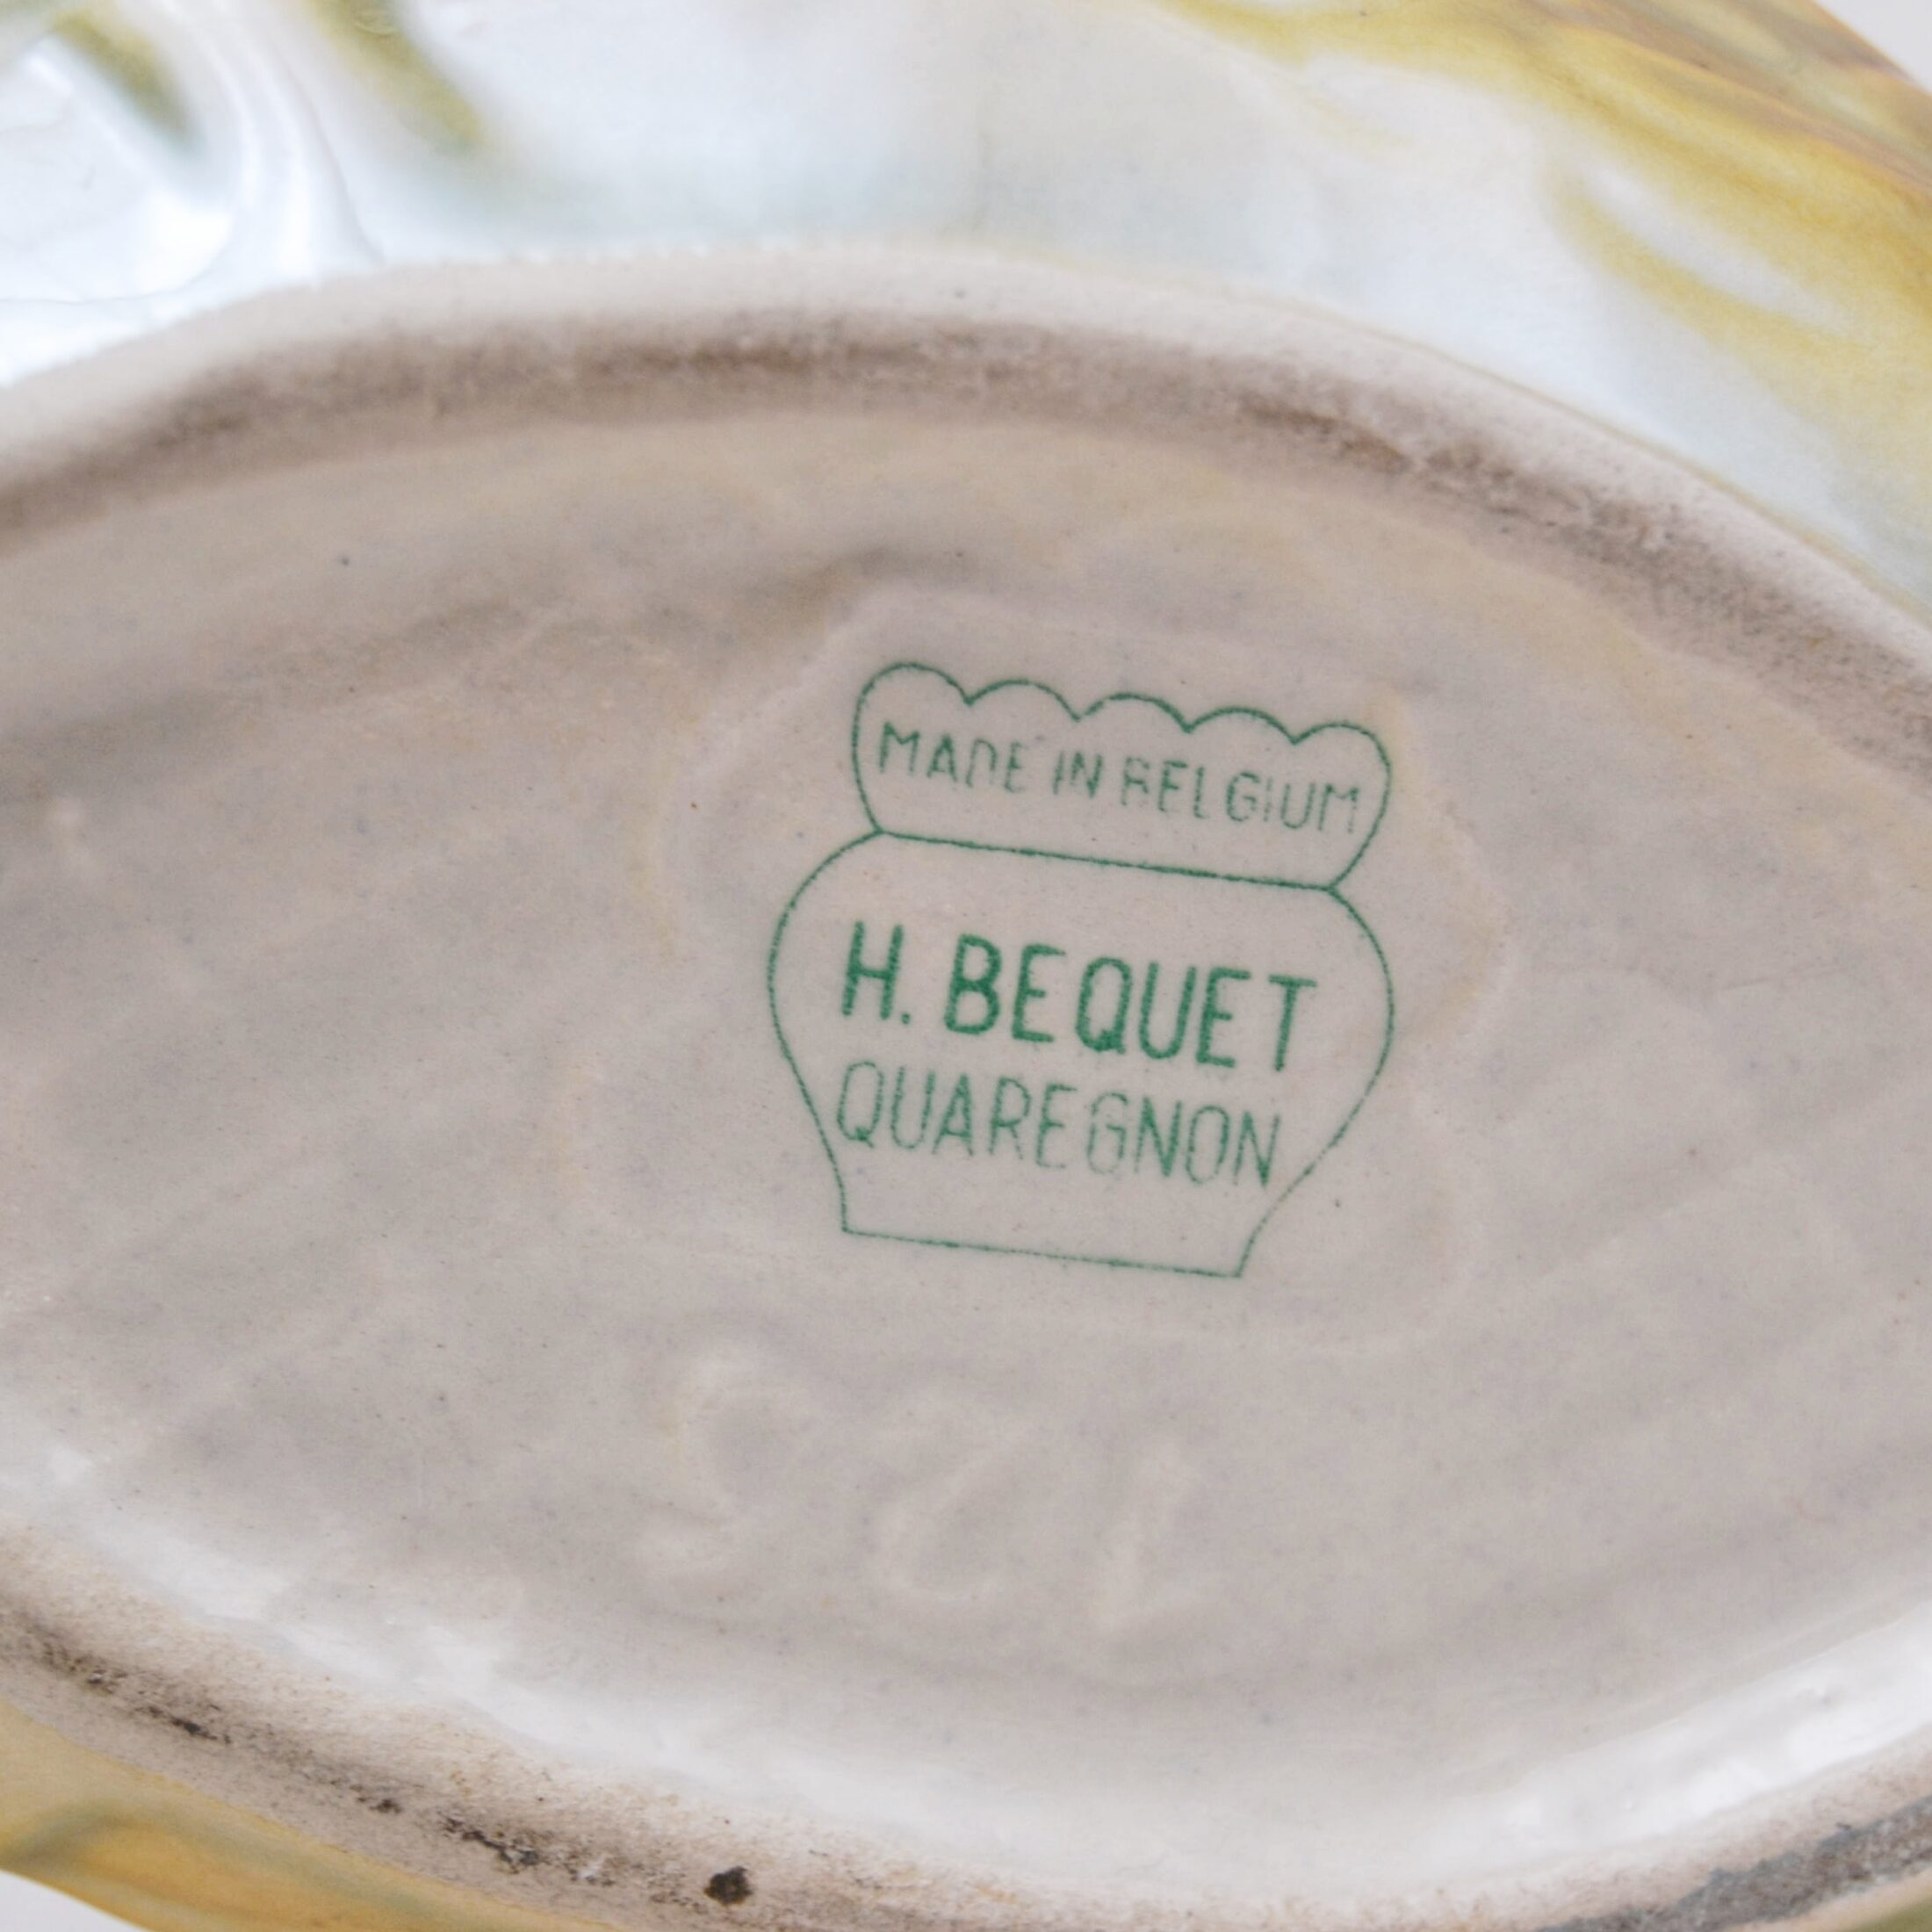 MADE IN BELGIUM
H. BEQUET
QUAREGNON